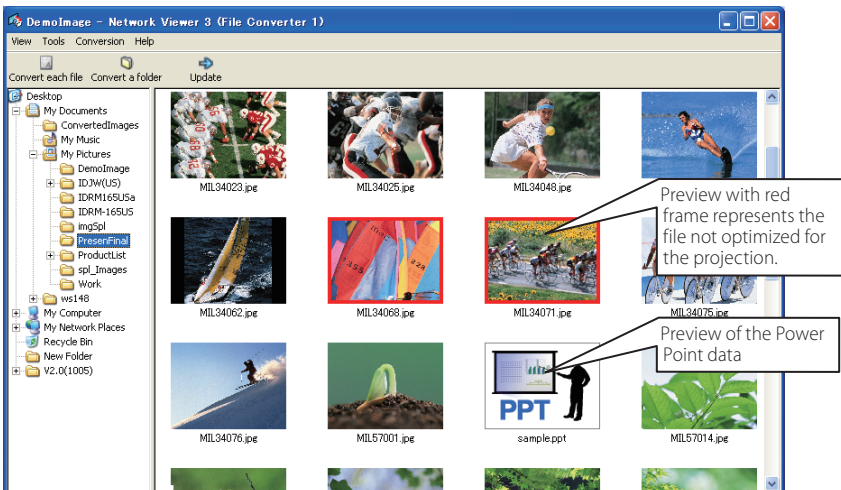 DemoImage - Network Viewer 3 (File Converter 1)
View Tools Conversion Help
Convert each file Convert a folder Update
Desktop
My Documents
ConvertedImages
My Music
My Pictures
DemoImage
IDJW(US)
IDRM165USa
IDRM-165US
imgSpl
PresenFinal
ProductList
spl_Images
Work
ws148
My Computer
My Network Places
Recycle Bin
New Folder
V2.0(1005)
MIL34023.jpg
MIL34025.jpg
MIL34048.jpg
Preview with red
frame represents the
file not optimized for
the projection.
MIL34062.jpg
MIL34068.jpg
MIL34071.jpg
MIL34075.jpg
Preview of the Power
Point data
PPT
MIL34076.jpg
MIL57001.jpg
sample.ppt
MIL57014.jpg